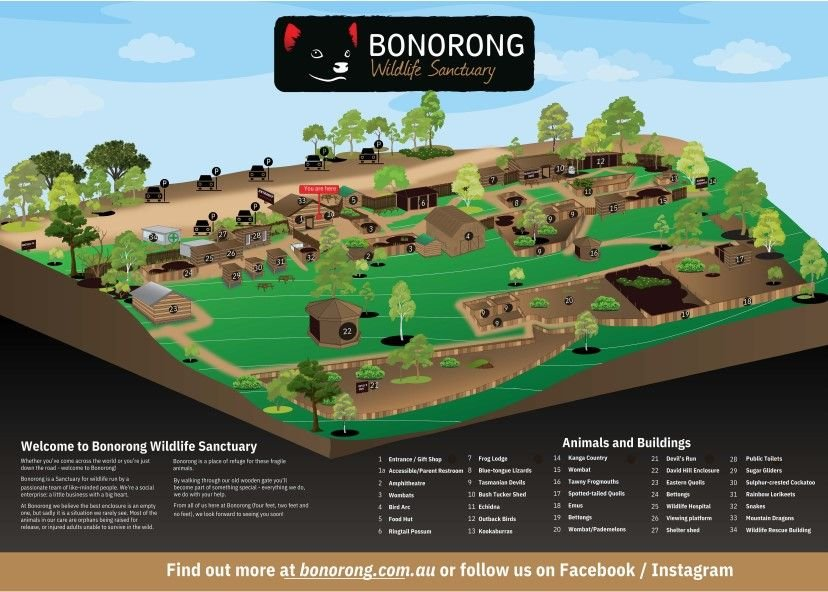 BONORONG
Wildlife Sanctuary
You are here
Welcome to Bonorong Wildlife Sanctuary
Whether you've come across the world or you're just
down the road - welcome to Bonorong!
Bonorong is a Sanctuary for wildlife run by a
passionate team of like-minded people. We're a social
enterprise: a little business with a big heart.
At Bonorong we believe the best enclosure is an empty
one, but sadly it is a situation we rarely see. Most of the
animals in our care are orphans being raised for
release, or injured adults unable to survive in the wild.
Bonorong is a place of refuge for these fragile
animals.
By walking through our old wooden gate you'll
become part of something special - everything we do,
we do with your help.
From all of us here at Bonorong (four feet, two feet and
no feet), we look forward to seeing you soon!
Animals and Buildings
1 Entrance / Gift Shop
1a Accessible/Parent Restroom
2 Amphitheatre
3 Wombats
4 Bird Arc
5 Food Hut
6 Ringtail Possum
7 Frog Lodge
8 Blue-tongue Lizards
9 Tasmanian Devils
10 Bush Tucker Shed
11 Echidna
12 Outback Birds
13 Kookaburras
14 Kanga Country
15 Wombat
16 Tawny Frogmouths
17 Spotted-tailed Quolls
18 Emus
19 Bettongs
20 Wombat/Pademelons
21 Devil's Run
22 David Hill Enclosure
23 Eastern Quolls
24 Bettongs
25 Wildlife Hospital
26 Viewing platform
27 Shelter shed
28 Public Toilets
29 Sugar Gliders
30 Sulphur-crested Cockatoo
31 Rainbow Lorikeets
32 Snakes
33 Mountain Dragons
34 Wildlife Rescue Building
Find out more at bonorong.com.au or follow us on Facebook / Instagram